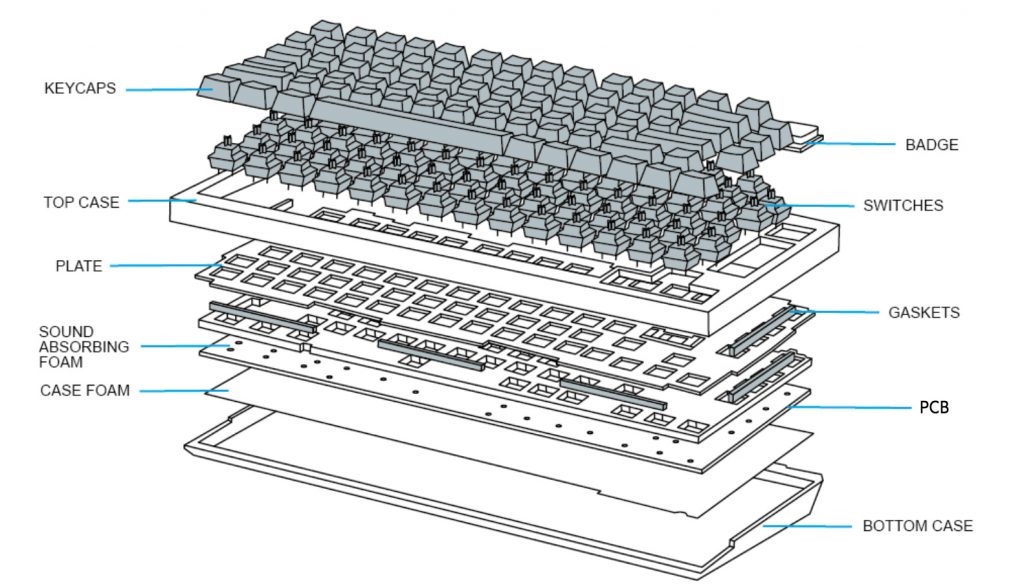 KEYCAPS
BADGE
TOP CASE
SWITCHES
PLATE
GASKETS
SOUND
ABSORBING
FOAM
CASE FOAM
PCB
BOTTOM CASE